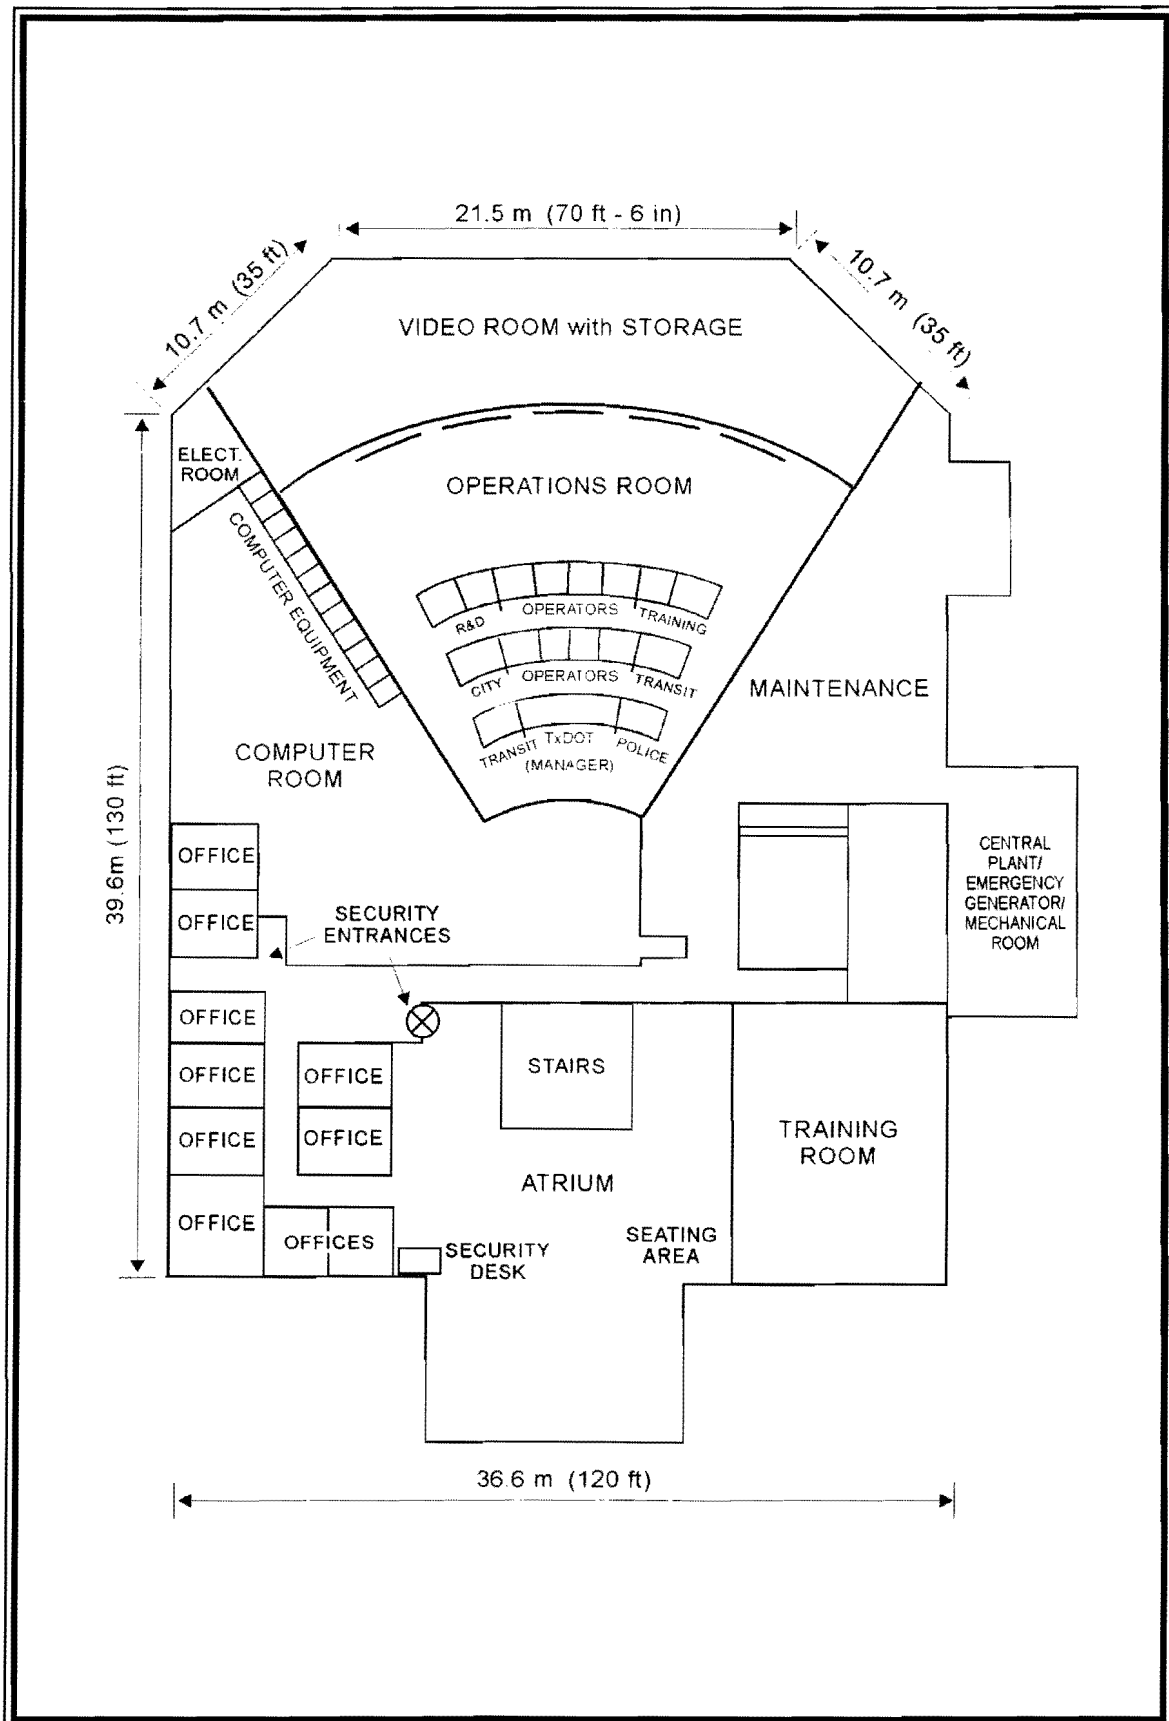 21.5 m (70 ft - 6 in)
10.7 m (35 ft)
10.7 m (35 ft)
VIDEO ROOM with STORAGE
ELECT.
ROOM
OPERATIONS ROOM
COMPUTER EQUIPMENT
R&D
OPERATORS
TRAINING
CITY
OPERATORS
TRANSIT
TRANSIT
TxDOT
(MANAGER)
POLICE
MAINTENANCE
COMPUTER
ROOM
39.6m (130 ft)
OFFICE
OFFICE
SECURITY
ENTRANCES
CENTRAL
PLANT/
EMERGENCY
GENERATOR/
MECHANICAL
ROOM
OFFICE
OFFICE
OFFICE
OFFICE
OFFICE
OFFICE
OFFICES
STAIRS
ATRIUM
TRAINING
ROOM
SECURITY
DESK
SEATING
AREA
36.6 m (120 ft)